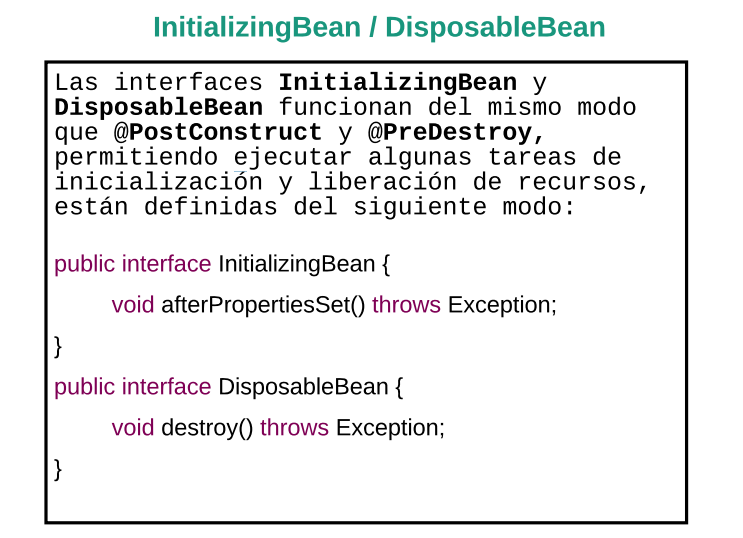 InitializingBean / DisposableBean
Las interfaces InitializingBean y
DisposableBean funcionan del mismo modo
que @PostConstruct y @PreDestroy,
permitiendo ejecutar algunas tareas de
inicialización y liberación de recursos,
están definidas del siguiente modo:
public interface InitializingBean {
void afterPropertiesSet() throws Exception;
}
public interface DisposableBean {
void destroy() throws Exception;
}